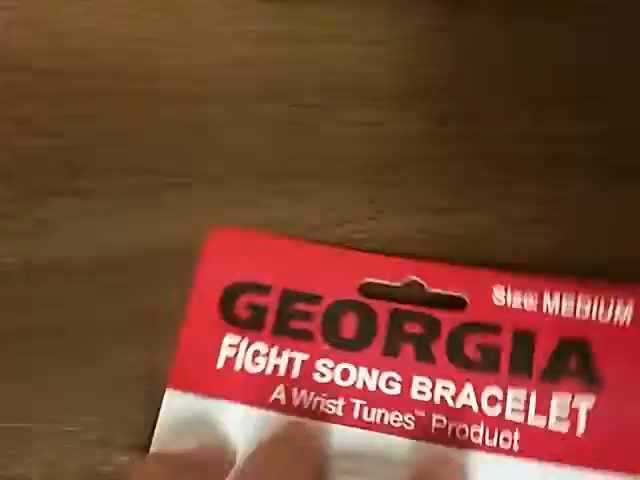 Size: MEDIUM
GEORGIA
FIGHT SONG BRACELET
A Wrist Tunes™ Product